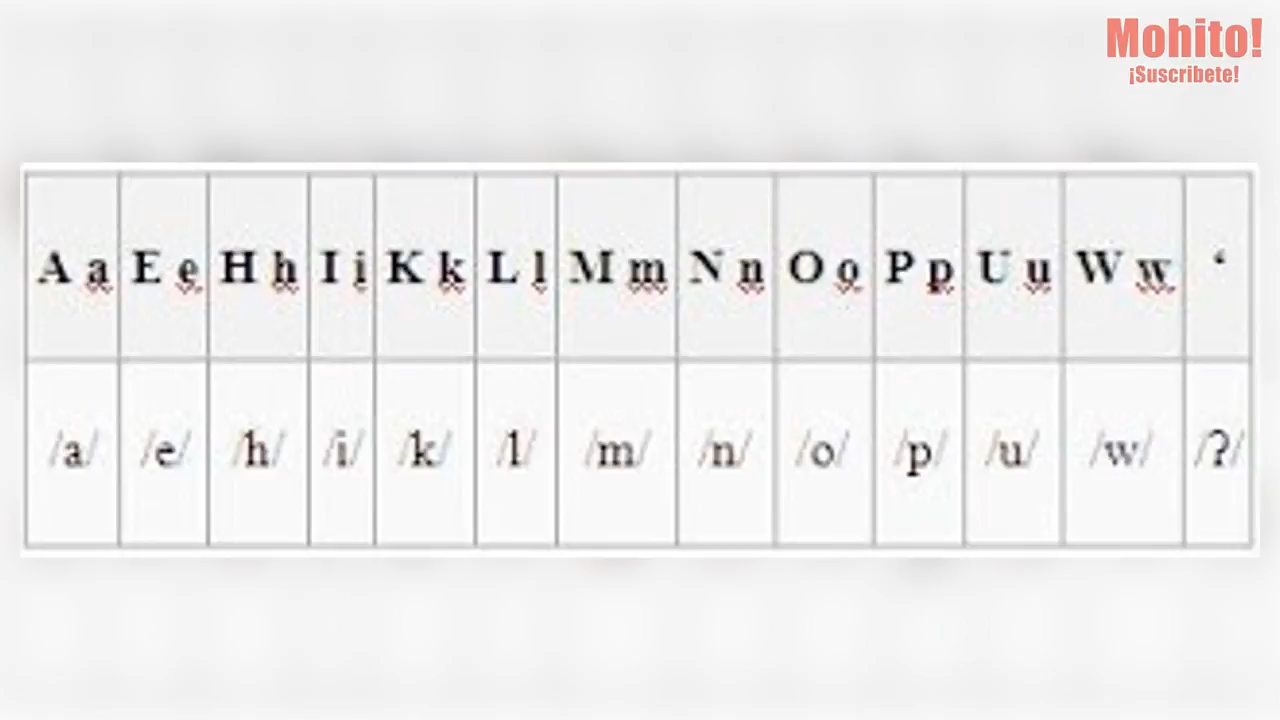 Mohito!
¡Suscribete!
A a E e H h I i K k L l M m N n O o P p U u W w ‘
/a/ /e/ /h/ /i/ /k/ /l/ /m/ /n/ /o/ /p/ /u/ /w/ /?/